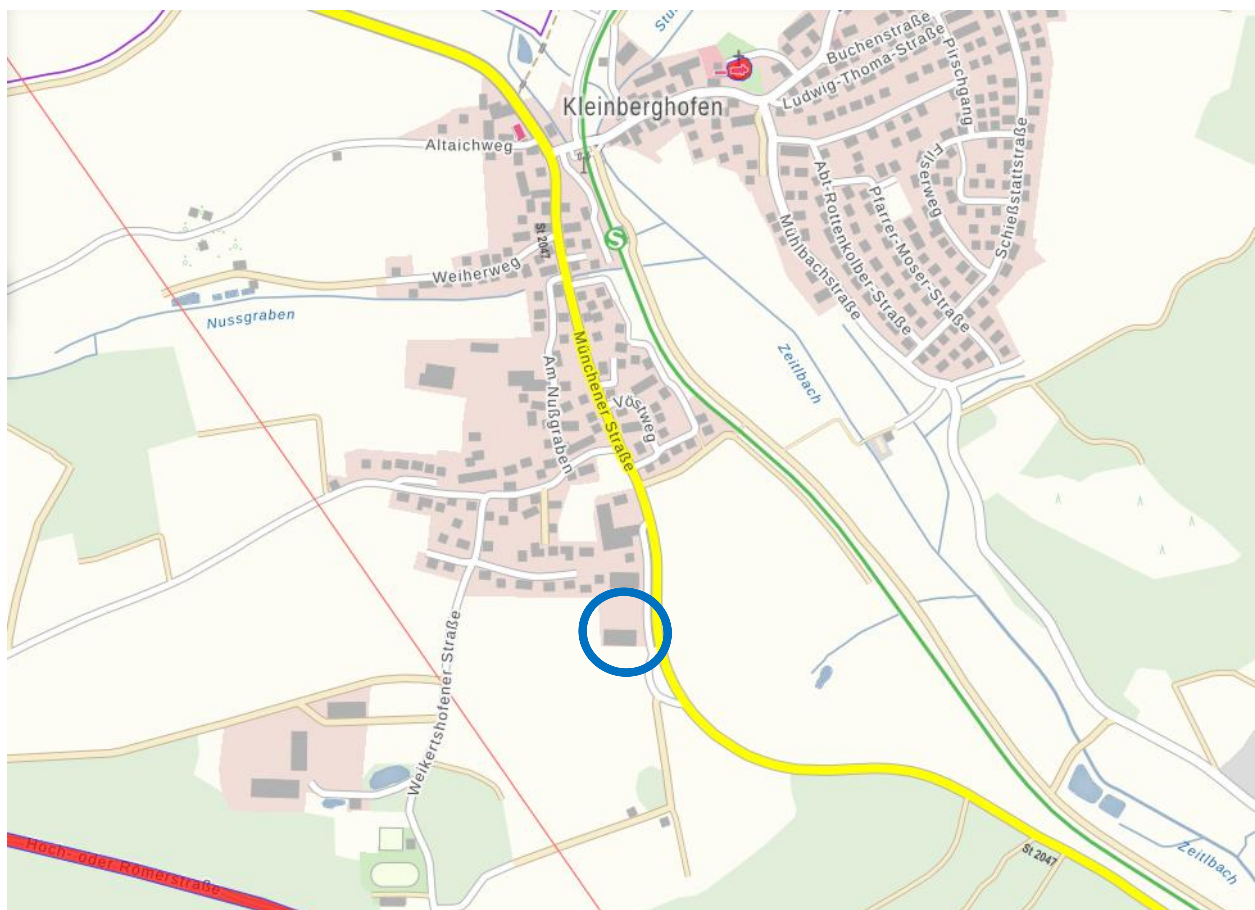 Stu
Buchenstraße
Ludwig-Thoma-Straße
Pirschgang
Kleinberghofen
Altaichweg
Schießstattstraße
St 2047
S
Abt-Rottenkolber-Straße
Pfarrer-Moser-Straße
Mühlbachstraße
Weiherweg
Nussgraben
Münchener Straße
Am Nußgraben
Zeitlbach
Vöstweg
Weikertshofener Straße
Hoch- oder Römerstraße
St 2047
Zeitlbach